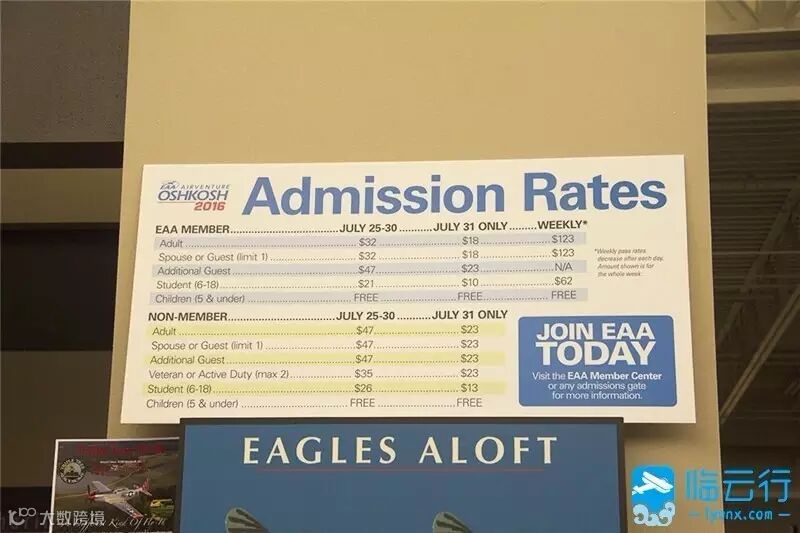 EAA AIRVENTURE
OSHKOSH
2016
Admission Rates
EAA MEMBER..................JULY 25-30 ..........JULY 31 ONLY ........WEEKLY*
Adult ................................................$32 .......................$18 ....................$123
Spouse or Guest (limit 1) ..................$32 .......................$18 ....................$123
Additional Guest ...............................$47 .......................$23 .....................N/A
Student (6-18) ...................................$21 .......................$10 .....................$62
Children (5 & under) .........................FREE .....................FREE ..................FREE
*Weekly pass rates
decrease after each day.
Amount shown is for
the whole week.
NON-MEMBER..................JULY 25-30 ..........JULY 31 ONLY
Adult ................................................$47 .......................$23
Spouse or Guest (limit 1) ..................$47 .......................$23
Additional Guest ...............................$47 .......................$23
Veteran or Active Duty (max 2)..........$35 .......................$23
Student (6-18) ...................................$26 .......................$13
Children (5 & under) .........................FREE .....................FREE
JOIN EAA
TODAY
Visit the EAA Member Center
or any admissions gate
for more information.
EAGLES ALOFT
Kind Of
大数跨境
临云行
lynnx.com